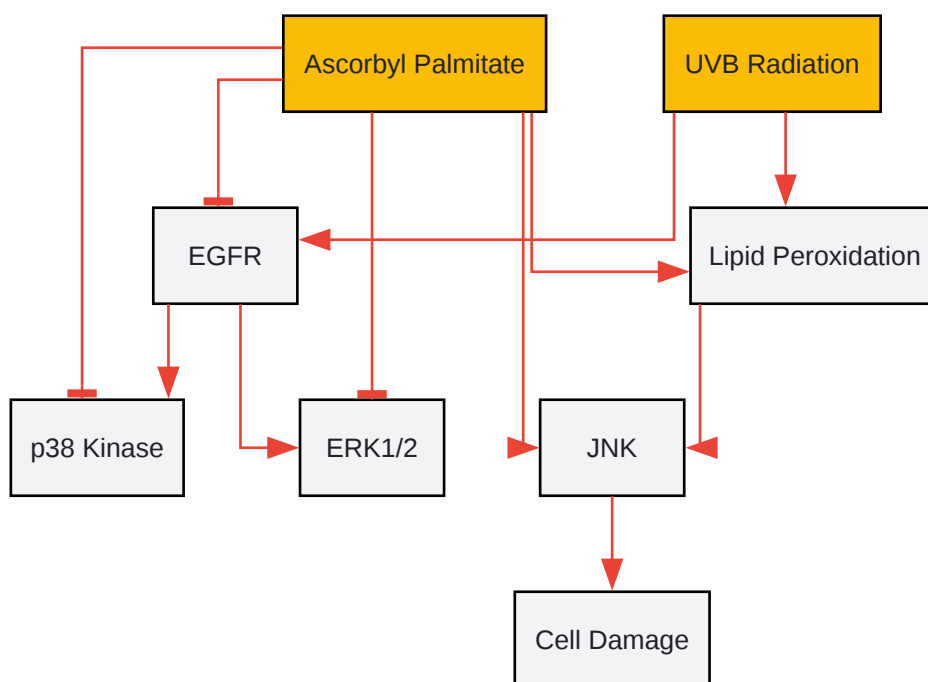 Ascorbyl Palmitate
UVB Radiation
EGFR
Lipid Peroxidation
p38 Kinase
ERK1/2
JNK
Cell Damage